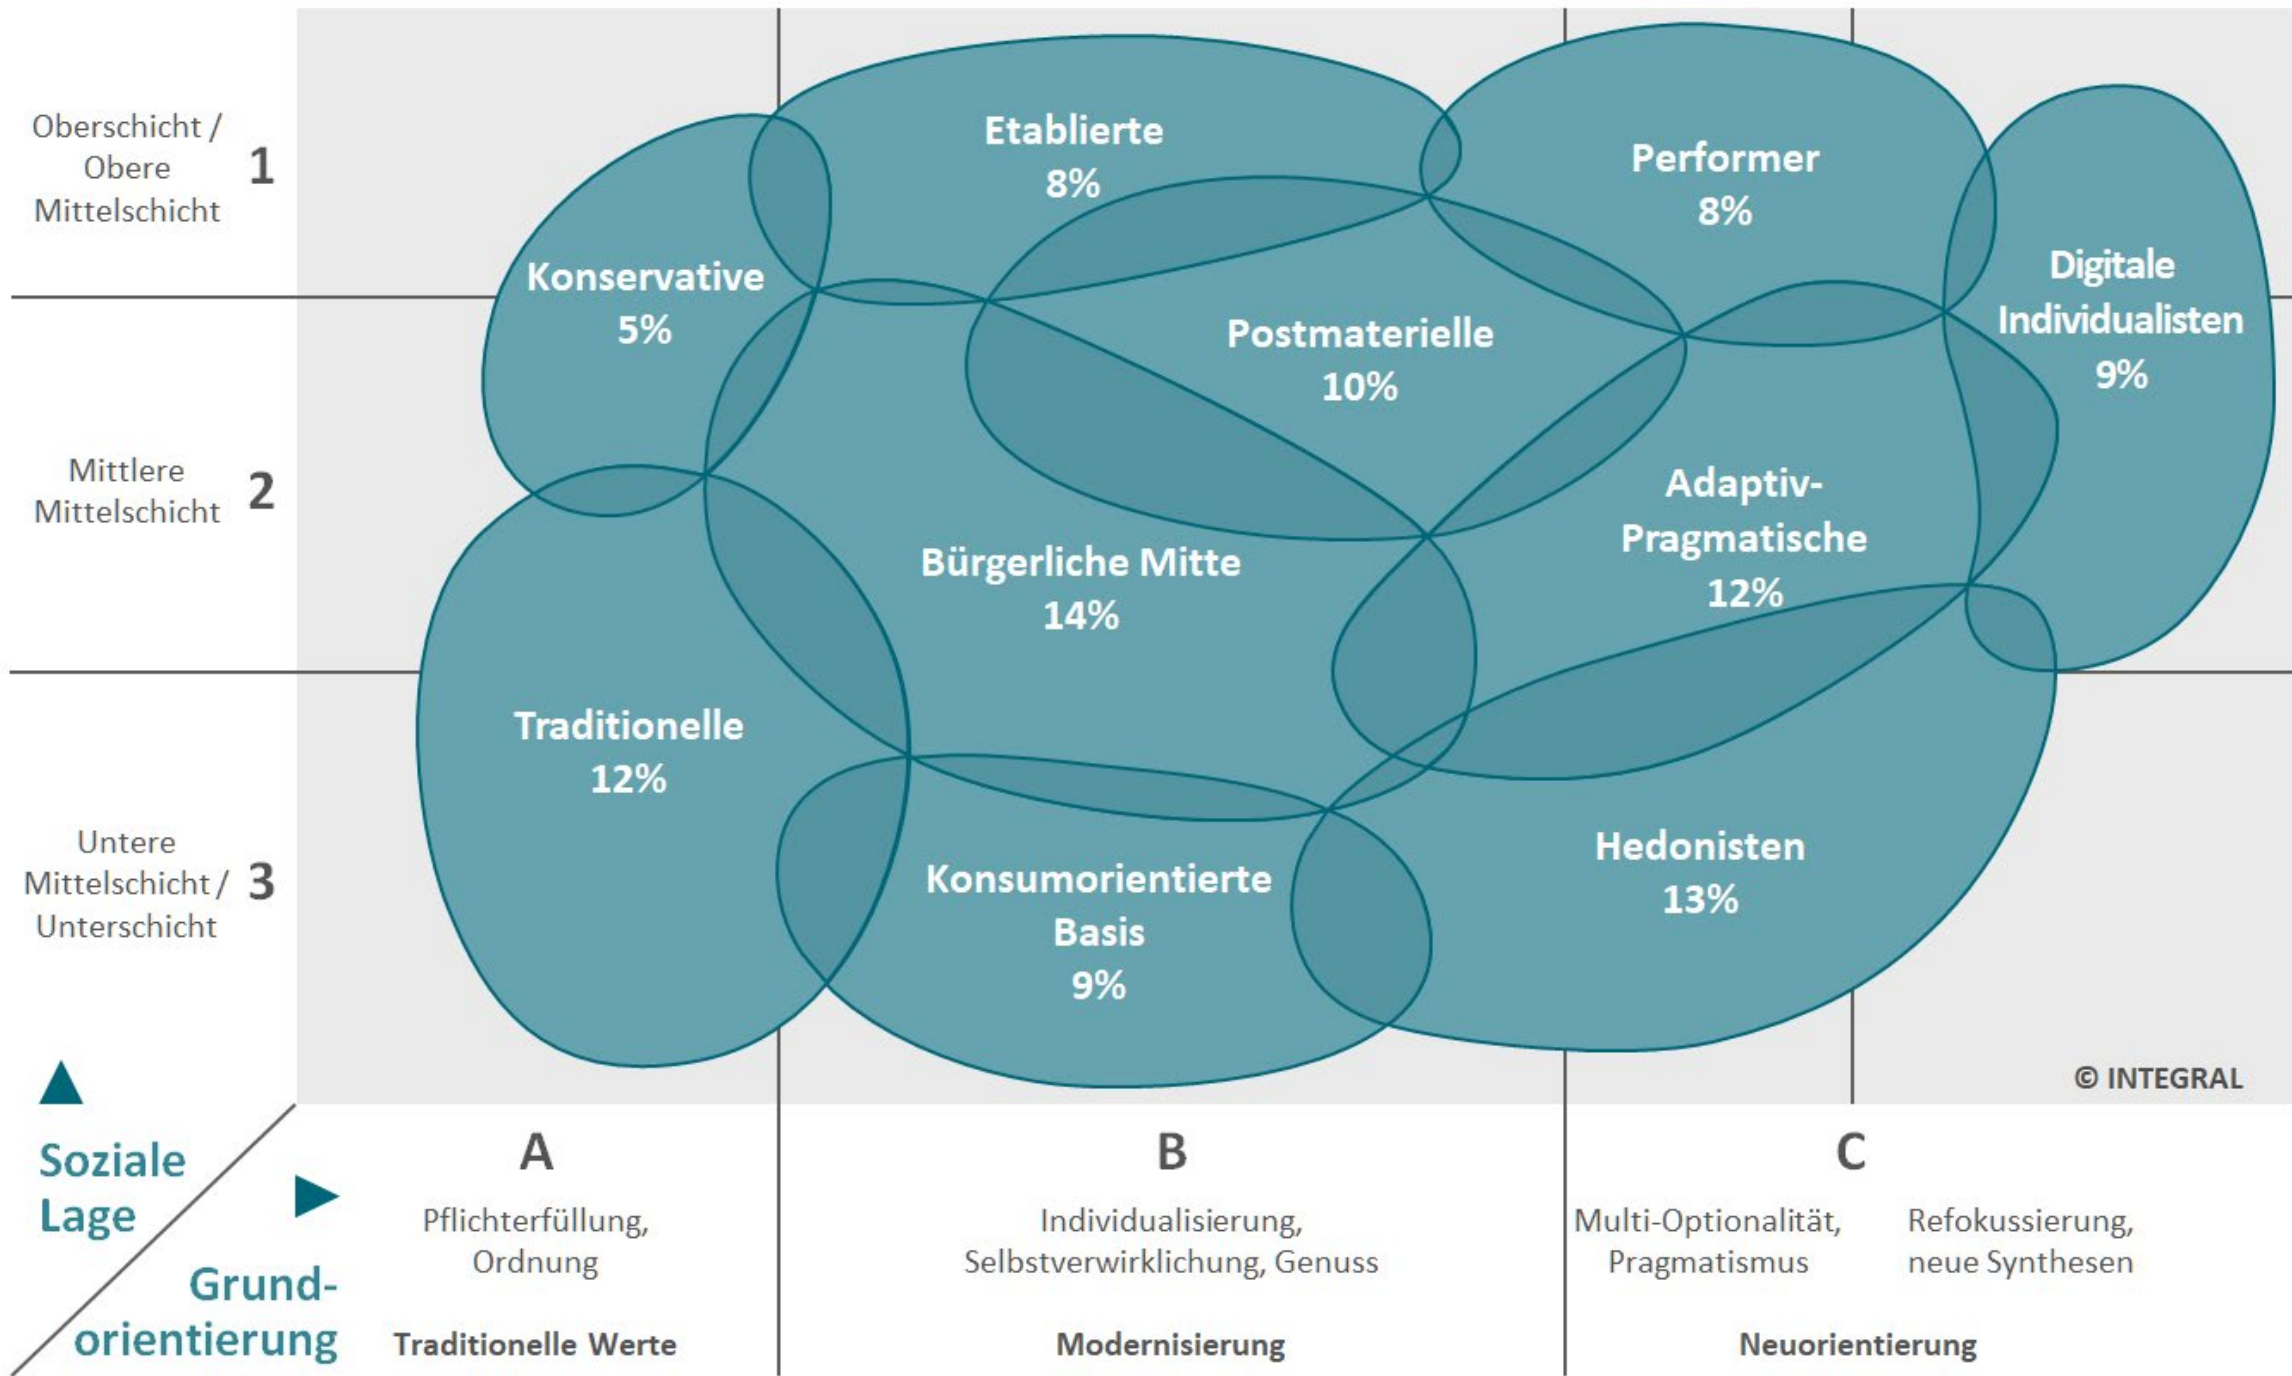 Oberschicht /
Obere
Mittelschicht
1
Mittlere
Mittelschicht
2
Untere
Mittelschicht /
Unterschicht
3
Etablierte
8%
Performer
8%
Konservative
5%
Digitale
Individualisten
9%
Postmaterielle
10%
Adaptiv-
Pragmatische
12%
Bürgerliche Mitte
14%
Traditionelle
12%
Konsumorientierte
Basis
9%
Hedonisten
13%
© INTEGRAL
Soziale
Lage
Grund-
orientierung
A
Pflichterfüllung,
Ordnung
Traditionelle Werte
B
Individualisierung,
Selbstverwirklichung, Genuss
Modernisierung
C
Multi-Optionalität,
Pragmatismus
Refokussierung,
neue Synthesen
Neuorientierung